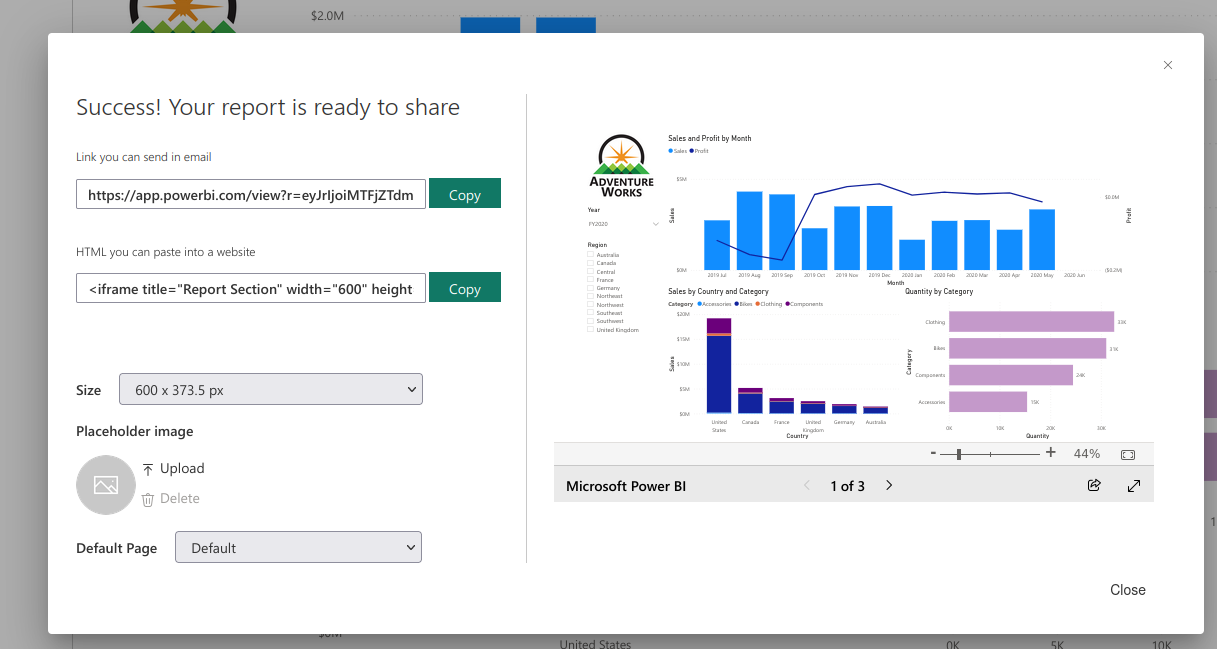 $2.0M
Success! Your report is ready to share
Link you can send in email
https://app.powerbi.com/view?r=eyJrIjoiMTFjZTdm
Copy
HTML you can paste into a website
<iframe title="Report Section" width="600" height
Copy
Size
600 x 373.5 px
Placeholder image
Upload
Delete
Default Page
Default
ADVENTURE
WORKS
Year
FY2020
Region
Australia
Canada
Central
France
Germany
Northeast
Northwest
Southeast
Southwest
United Kingdom
Sales and Profit by Month
Sales Profit
$5M
$0M
Sales
$0.0M
($0.2M)
Profit
2019 Jul 2019 Aug 2019 Sep 2019 Oct 2019 Nov 2019 Dec 2020 Jan 2020 Feb 2020 Mar 2020 Apr 2020 May 2020 Jun
Month
Sales by Country and Category
Category Accessories Bikes Clothing Components
$20M
$15M
$10M
$5M
$0M
Sales
United States Canada France United Kingdom Germany Australia
Country
Quantity by Category
Category
Clothing 33K
Bikes 31K
Components 24K
Accessories 15K
0K 10K 20K 30K
Quantity
- + 44%
Microsoft Power BI
1 of 3
Close
$0M
United States
0K 5K 10K